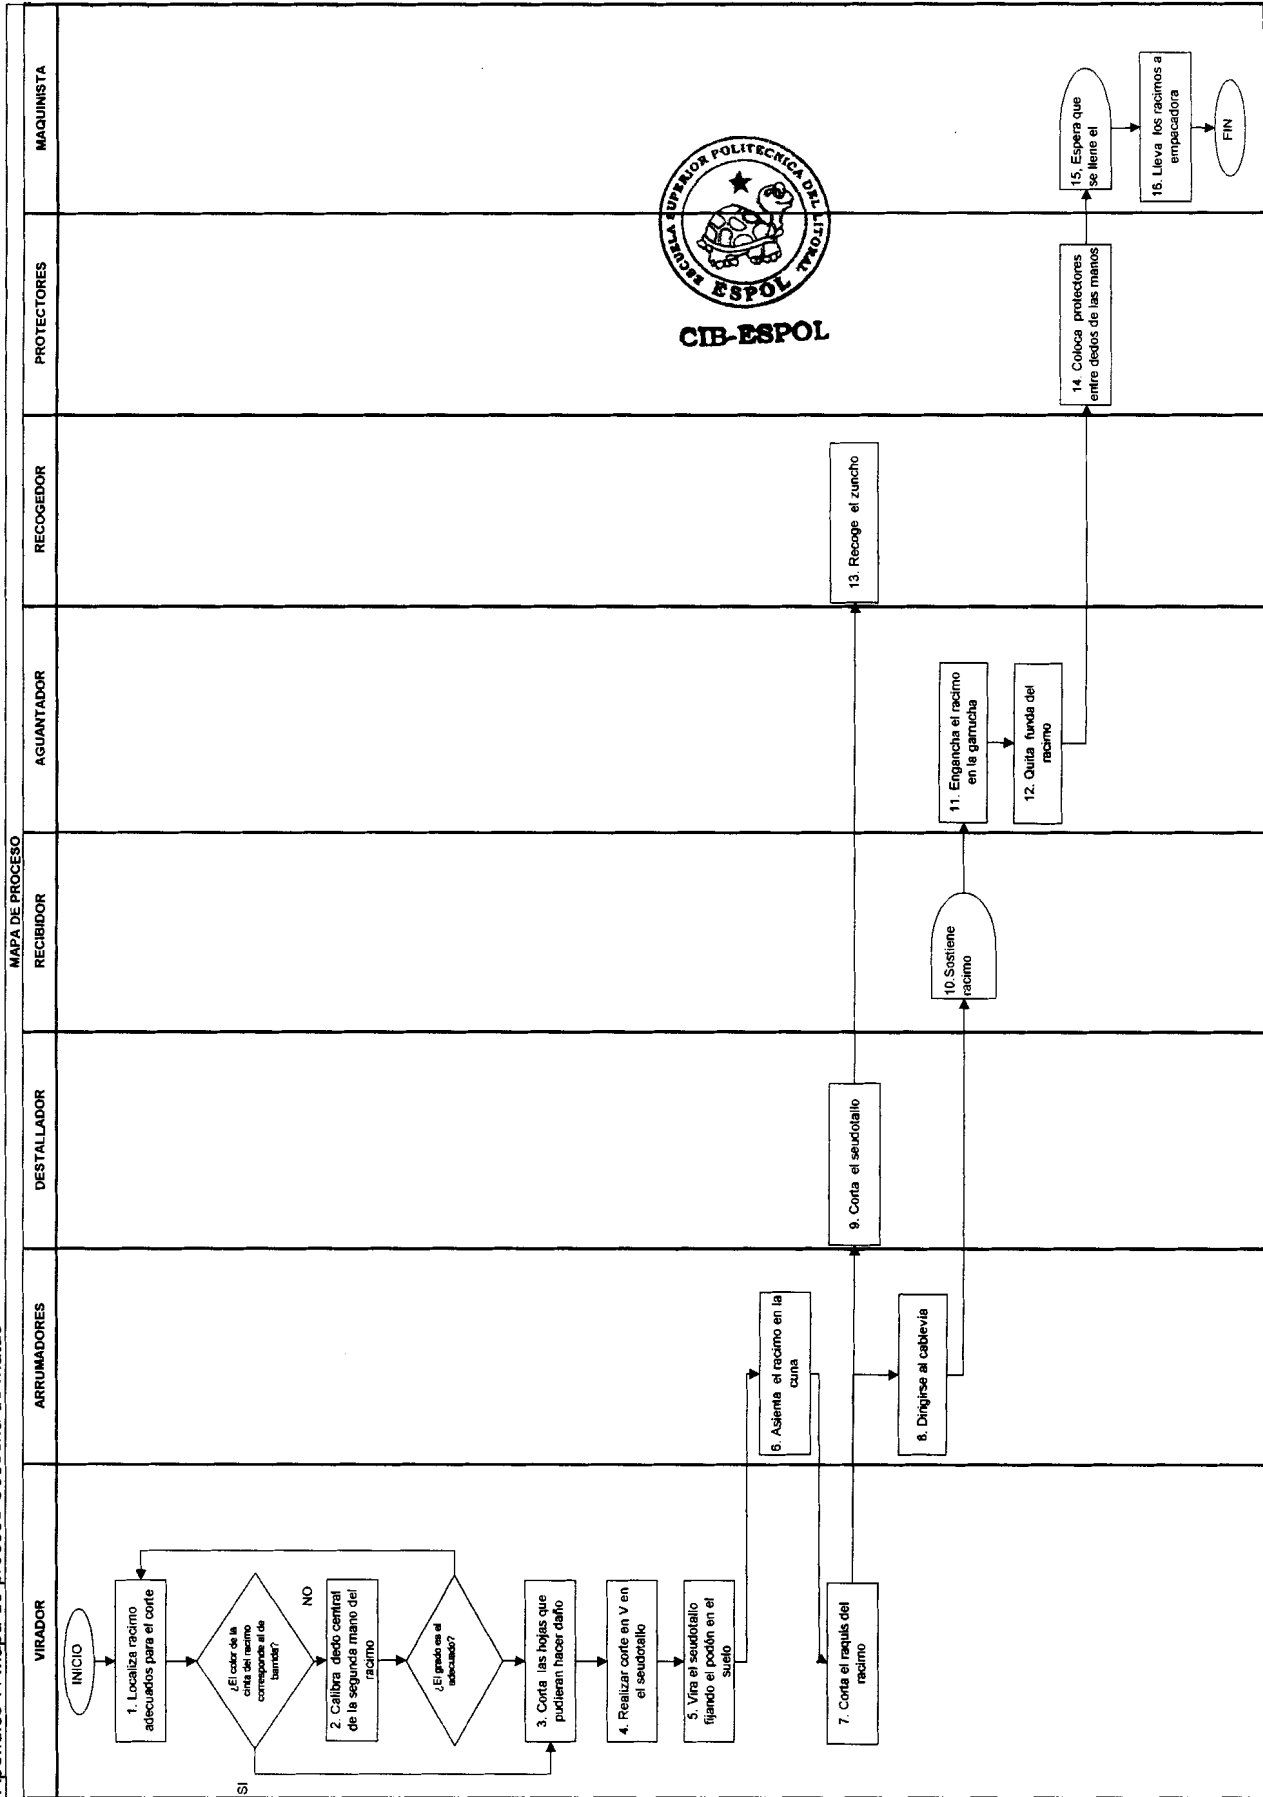 MAPA DE PROCESO
VIRADOR
ARRUMADORES
DESTALLADOR
RECIBIDOR
AGUANTADOR
RECOGEDOR
PROTECTORES
MAQUINISTA
INICIO
1. Localiza racimo
adecuados para el corte
¿El color de la
cinta del racimo
corresponde al de
barrida?
NO
SI
2. Calibra dedo central
de la segunda mano del
racimo
¿El grado es el
adecuado?
3. Corta las hojas que
pudieran hacer daño
4. Realizar corte en V en
el seudotallo
5. Vira el seudotallo
fijando el podón en el
suelo
6. Asienta el racimo en la
cuna
7. Corta el raquis del
racimo
8. Dirigirse al cablevia
9. Corta el seudotallo
10.Sostiene
racimo
11. Engancha el racimo
en la garrucha
12. Quita funda del
racimo
13. Recoge el zuncho
14. Coloca protectores
entre dedos de las manos
15, Espera que
se llene el
16. Lleva los racimos a
empacadora
FIN
ESCUELA SUPERIOR POLITECNICA DEL LITORAL
ESPOL
CIB-ESPOL